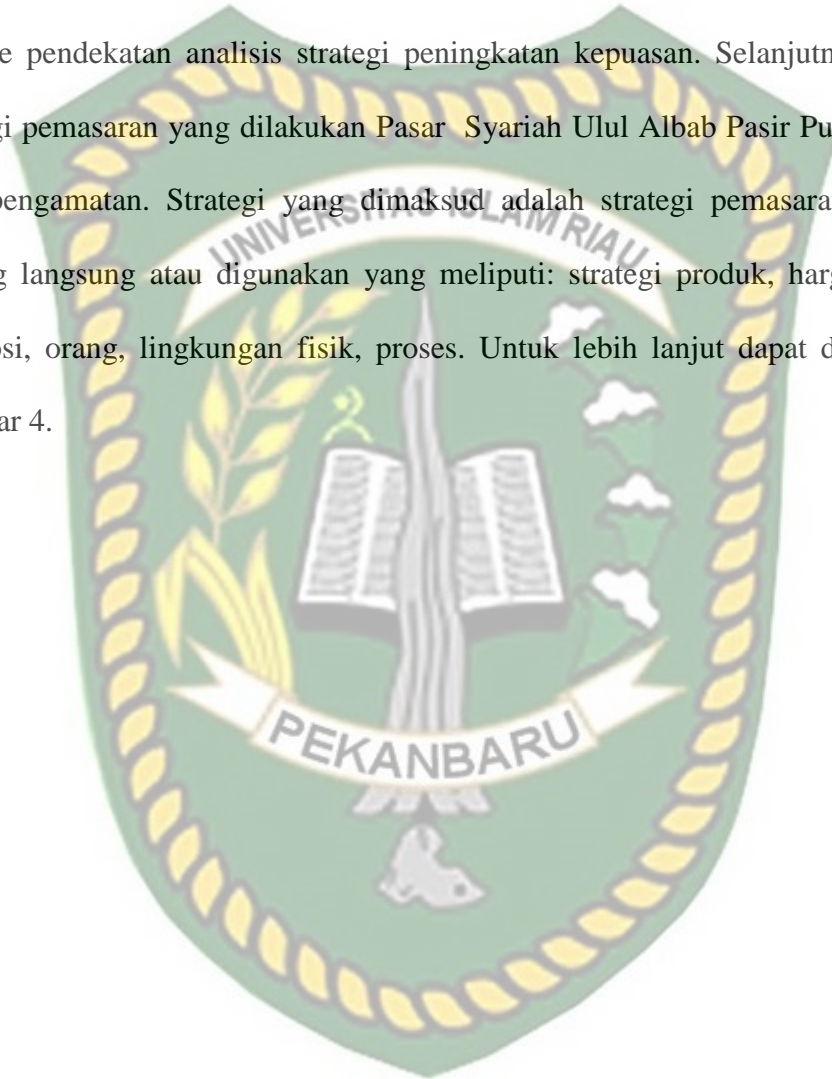 e pendekatan analisis strategi peningkatan kepuasan. Selanjutn
gi pemasaran yang dilakukan Pasar Syariah Ulul Albab Pasir Pu
pengamatan. Strategi yang dimaksud adalah strategi pemasara
UNIVERSITAS ISLAM RIAU
g langsung atau digunakan yang meliputi: strategi produk, harg
osi, orang, lingkungan fisik, proses. Untuk lebih lanjut dapat d
ar 4.
PEKANBARU